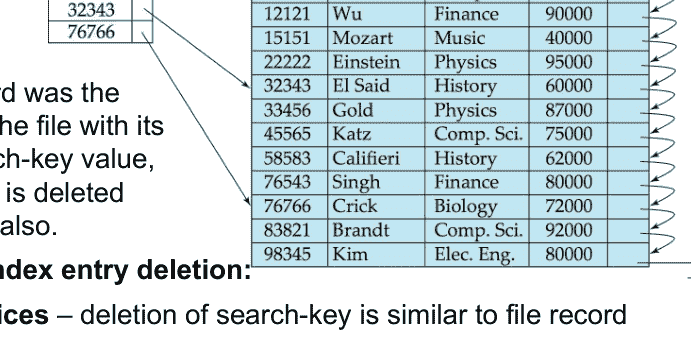 32343
76766
12121 Wu Finance 90000
15151 Mozart Music 40000
22222 Einstein Physics 95000
32343 El Said History 60000
33456 Gold Physics 87000
45565 Katz Comp. Sci. 75000
58583 Califieri History 62000
76543 Singh Finance 80000
76766 Crick Biology 72000
83821 Brandt Comp. Sci. 92000
98345 Kim Elec. Eng. 80000
rd was the
he file with its
ch-key value,
is deleted
also.
ndex entry deletion:
ices – deletion of search-key is similar to file record